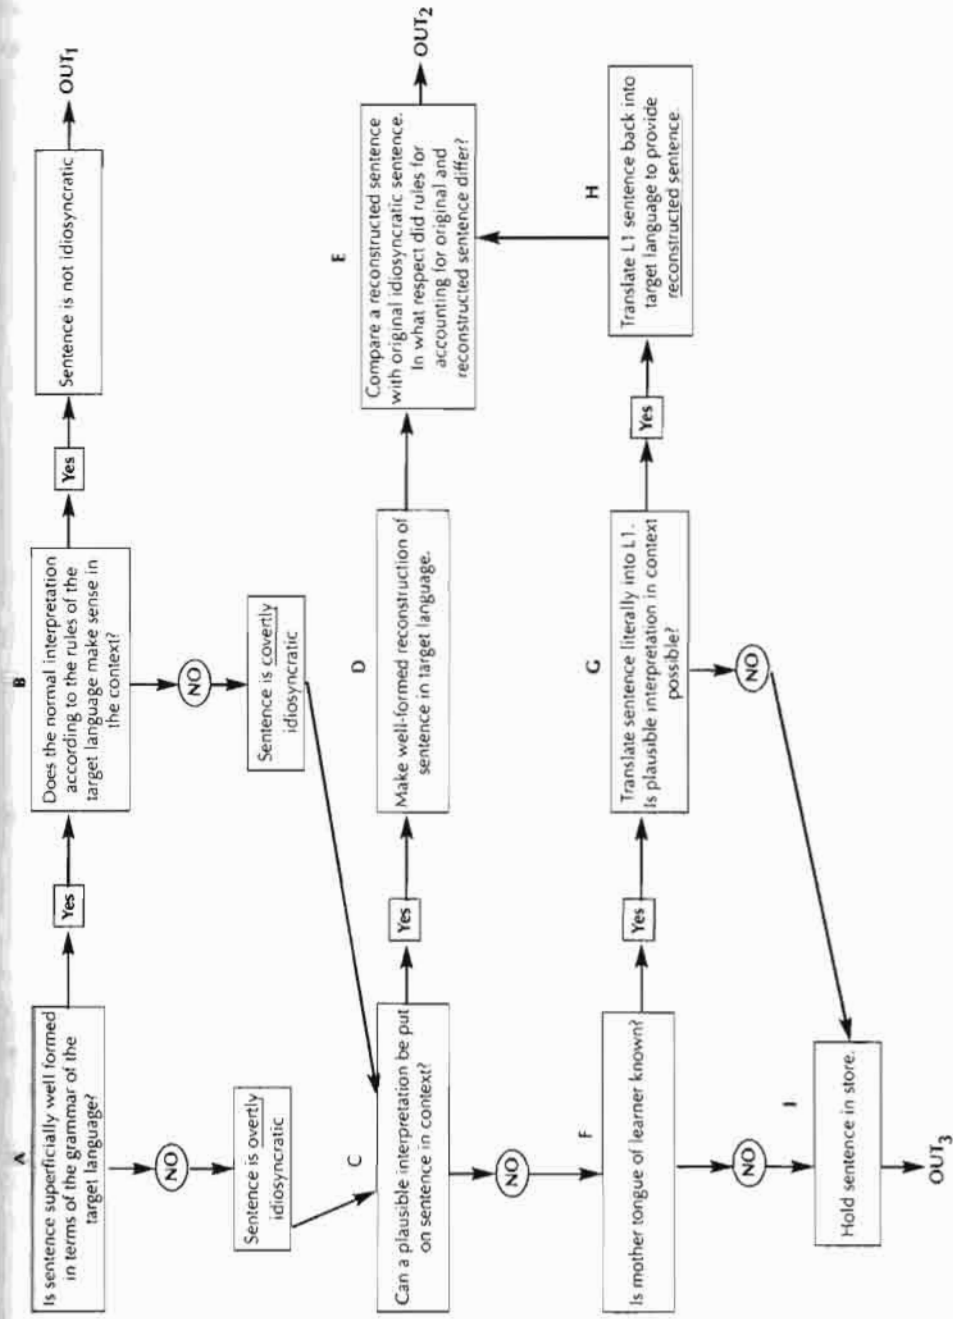 A
Is sentence superficially well formed
in terms of the grammar of the
target language?
Yes
B
Does the normal interpretation
according to the rules of the
target language make sense in
the context?
Yes
Sentence is not idiosyncratic
OUT1
NO
Sentence is overtly
idiosyncratic
NO
Sentence is covertly
idiosyncratic
C
Can a plausible interpretation be put
on sentence in context?
Yes
D
Make well-formed reconstruction of
sentence in target language.
E
Compare a reconstructed sentence
with original idiosyncratic sentence.
In what respect did rules for
accounting for original and
reconstructed sentence differ?
OUT2
NO
F
Is mother tongue of learner known?
Yes
G
Translate sentence literally into L1.
Is plausible interpretation in context
possible?
Yes
H
Translate L1 sentence back into
target language to provide
reconstructed sentence.
NO
NO
I
Hold sentence in store.
OUT3